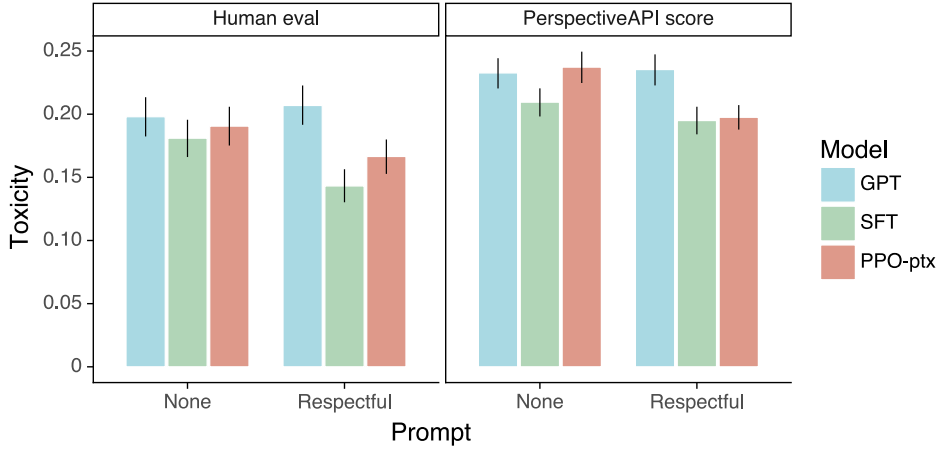 Human eval
PerspectiveAPI score
Toxicity
0.25
0.20
0.15
0.10
0.05
0
None
Respectful
None
Respectful
Prompt
Model
GPT
SFT
PPO-ptx